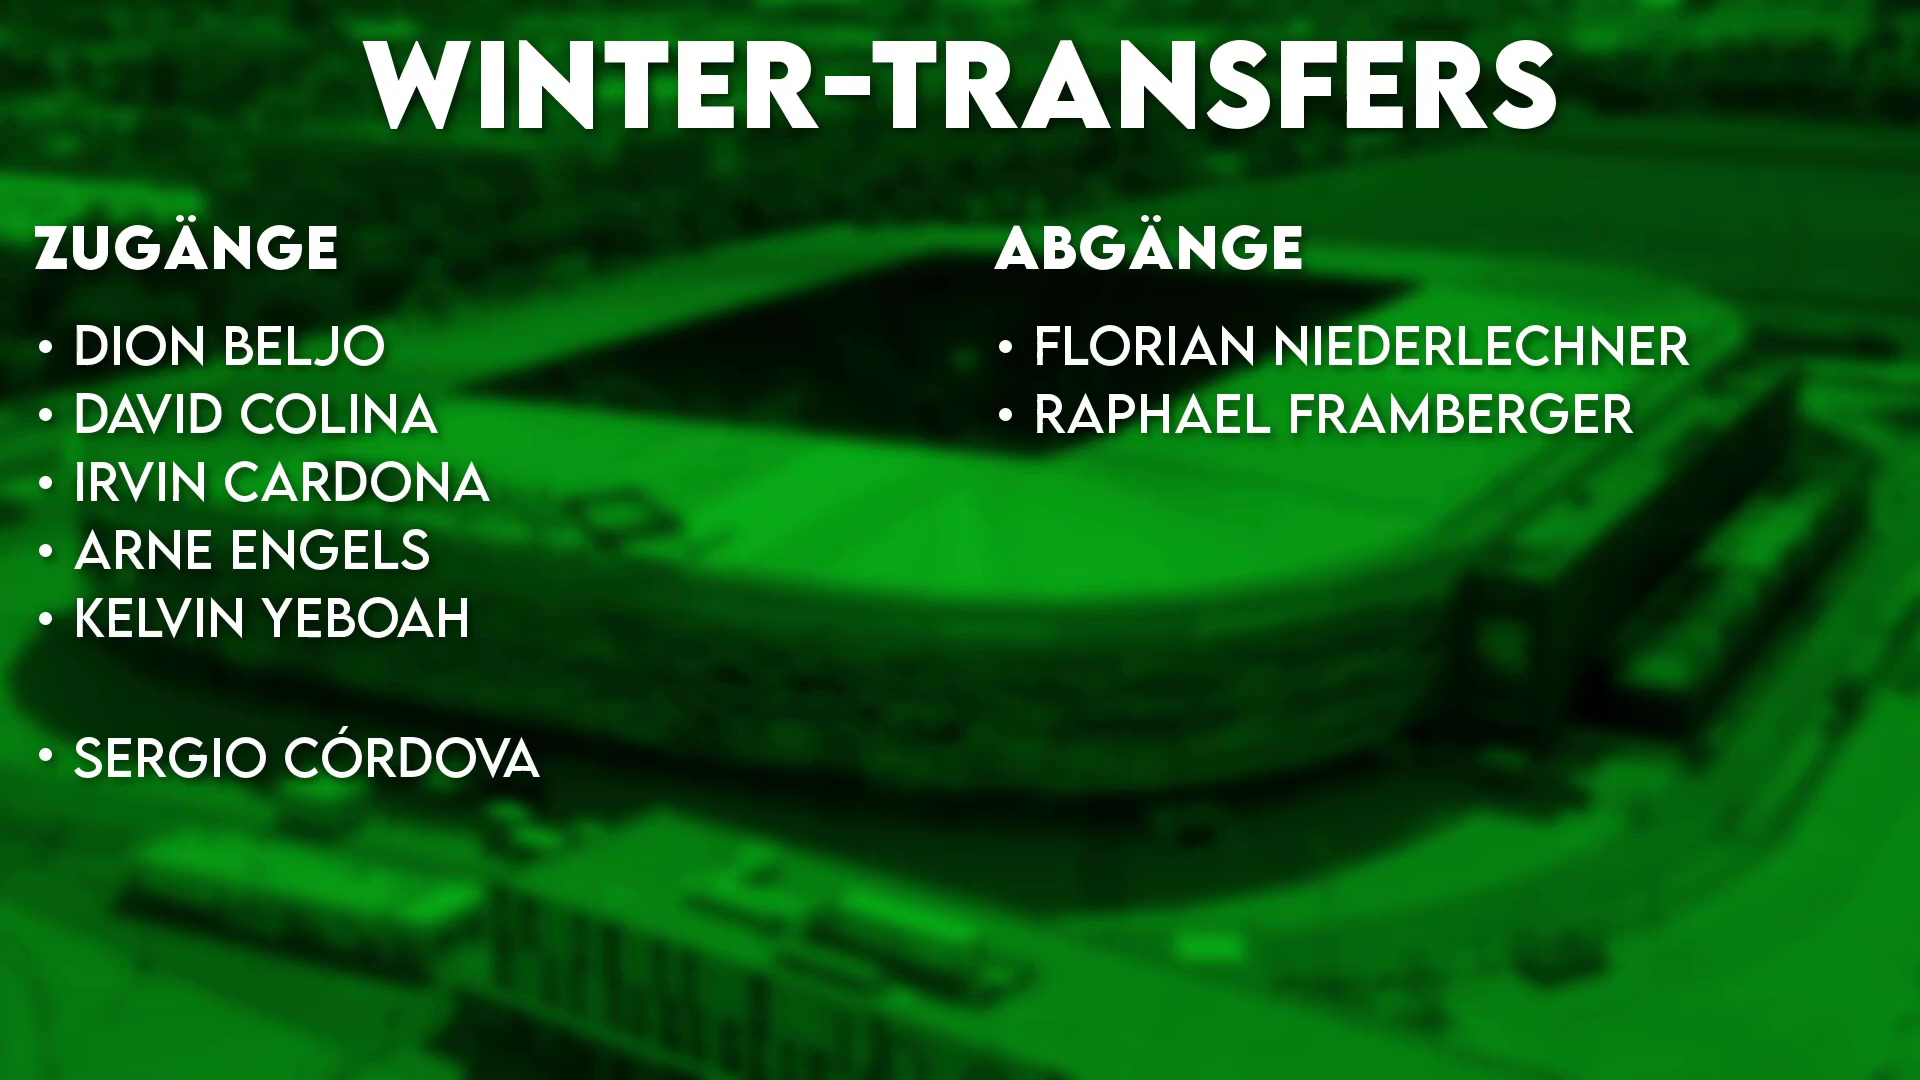 WINTER-TRANSFERS
ZUGÄNGE
• DION BELJO
• DAVID COLINA
• IRVIN CARDONA
• ARNE ENGELS
• KELVIN YEBOAH
• SERGIO CÓRDOVA
ABGÄNGE
• FLORIAN NIEDERLECHNER
• RAPHAEL FRAMBERGER